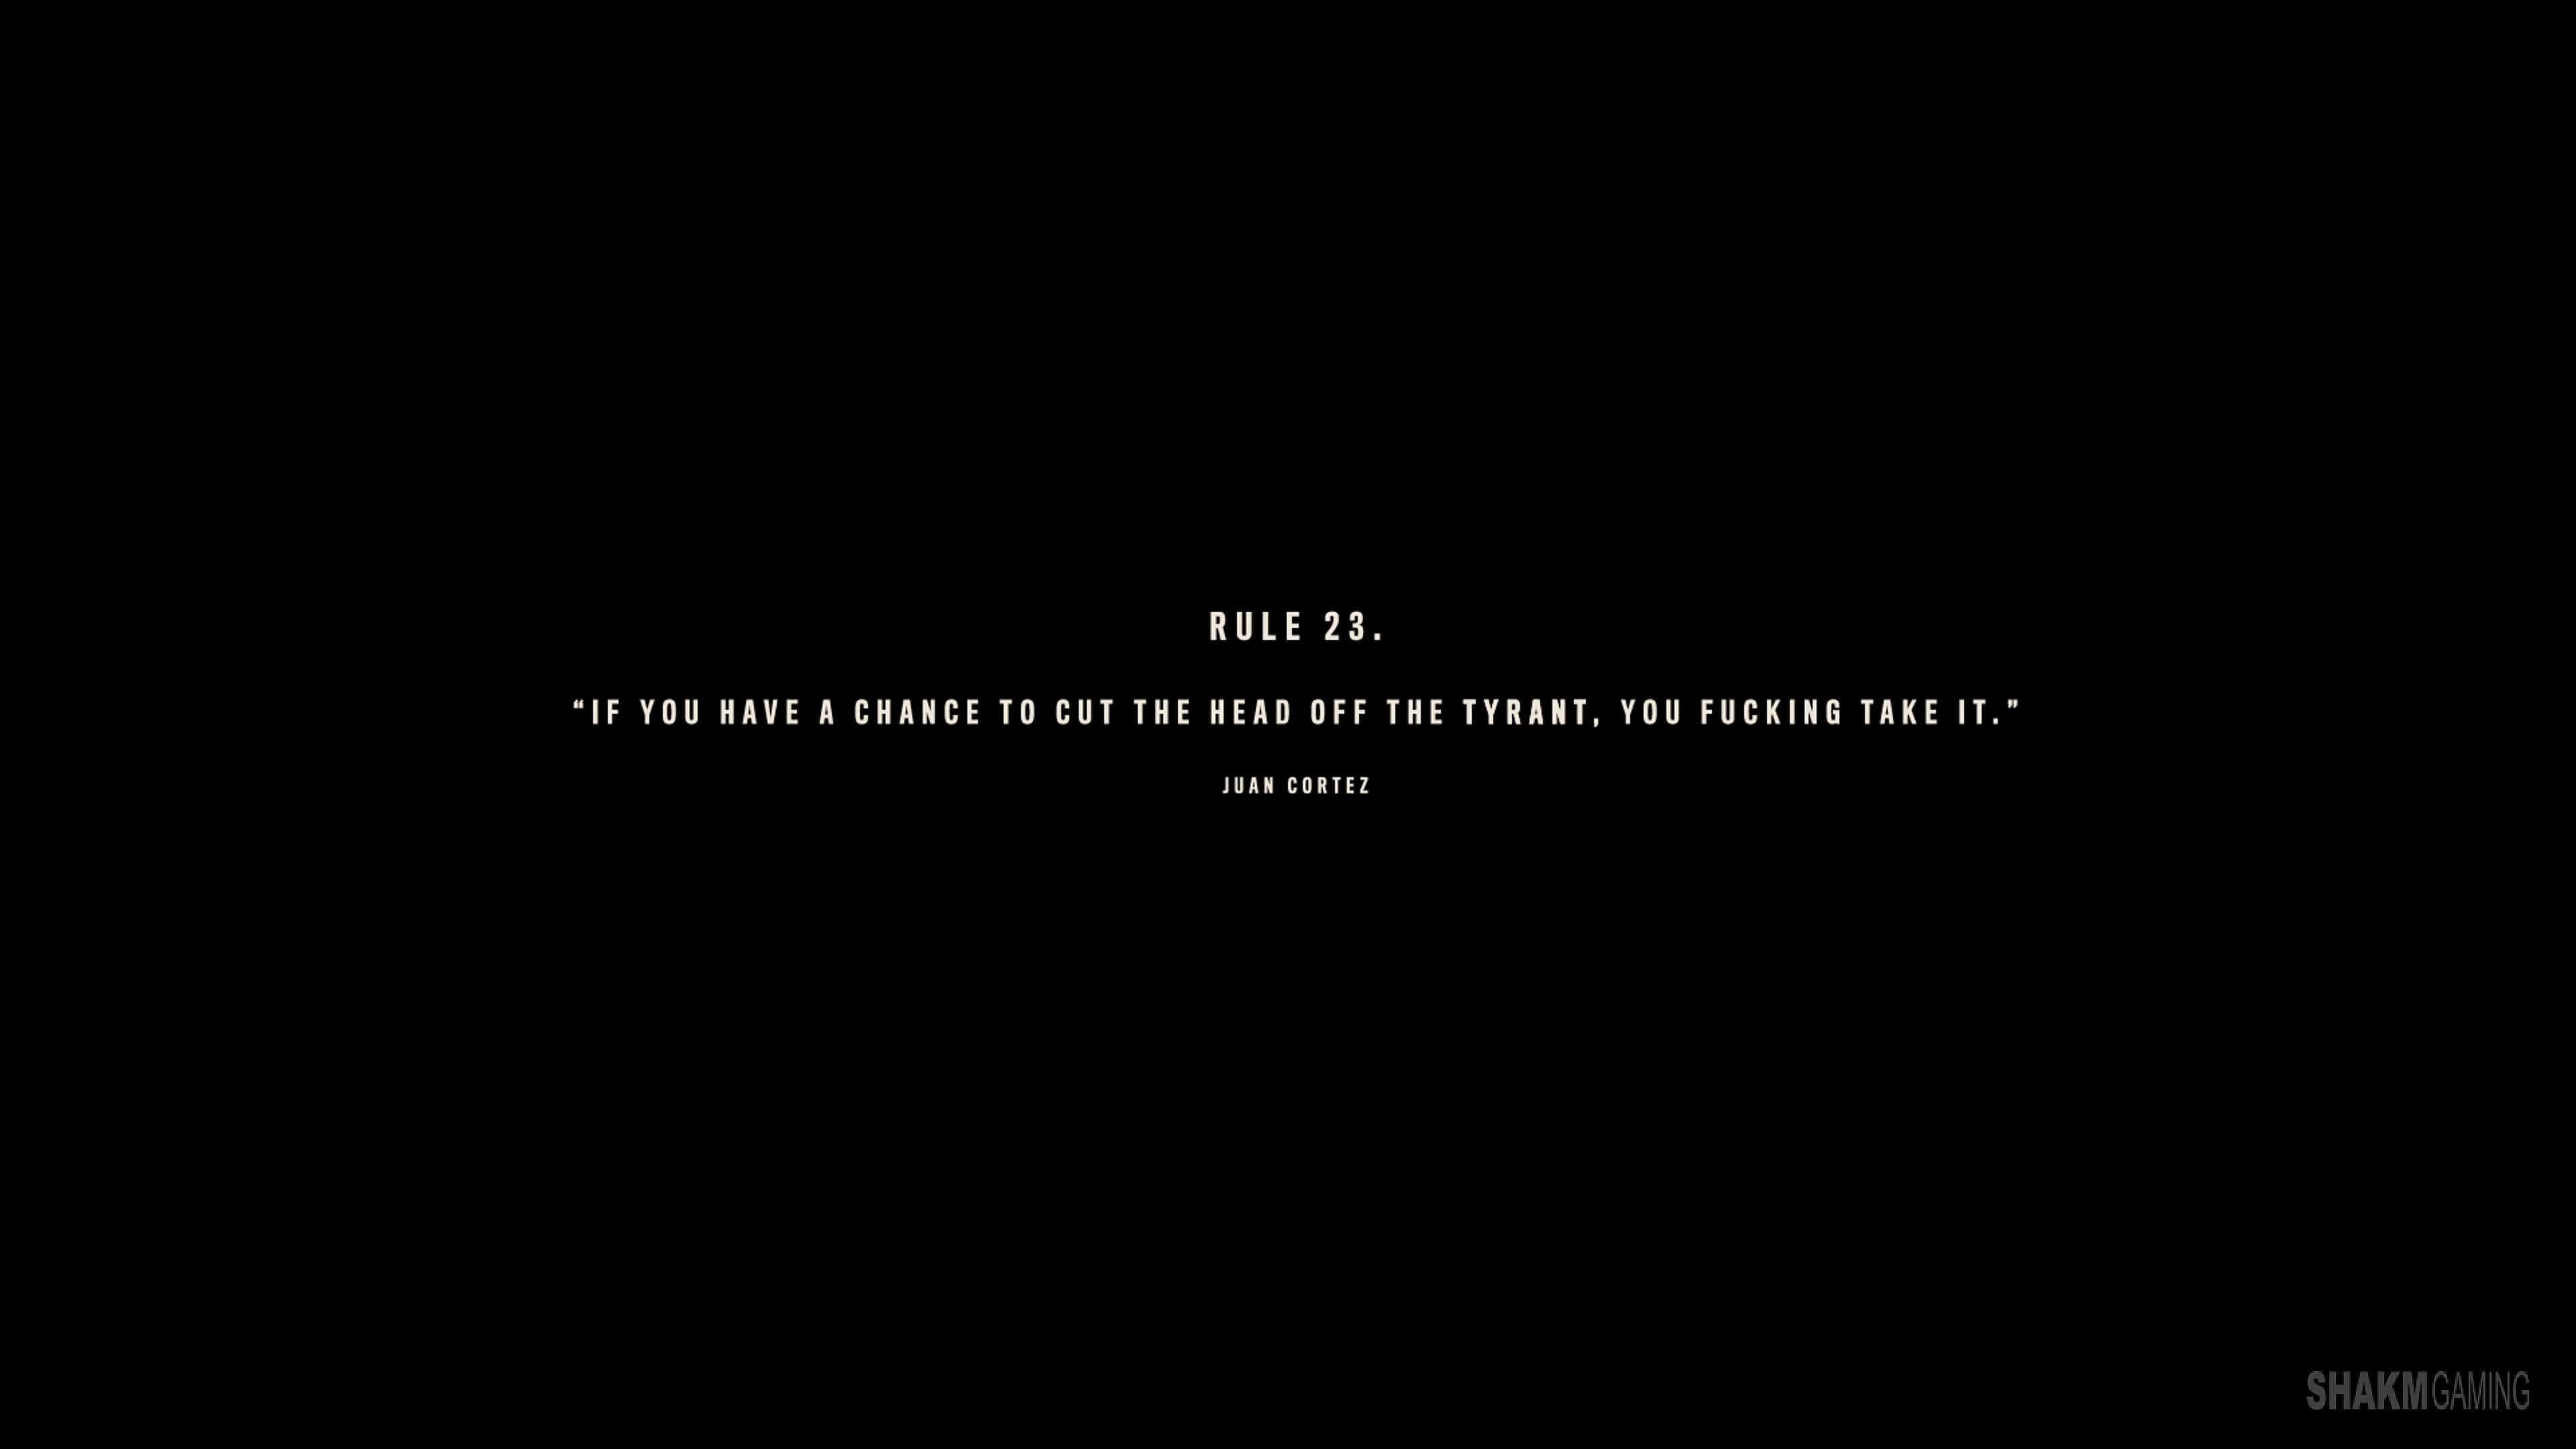 RULE 23.
“IF YOU HAVE A CHANCE TO CUT THE HEAD OFF THE TYRANT, YOU FUCKING TAKE IT.”
JUAN CORTEZ
SHAKMGAMING